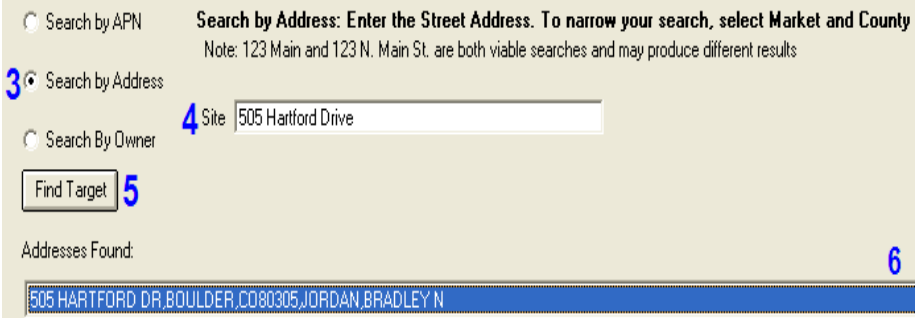 Search by APN
Search by Address: Enter the Street Address. To narrow your search, select Market and County
Note: 123 Main and 123 N. Main St. are both viable searches and may produce different results
3 Search by Address
4 Site 505 Hartford Drive
Search By Owner
Find Target 5
Addresses Found:
6
505 HARTFORD DR,BOULDER,CO80305,JORDAN,BRADLEY N